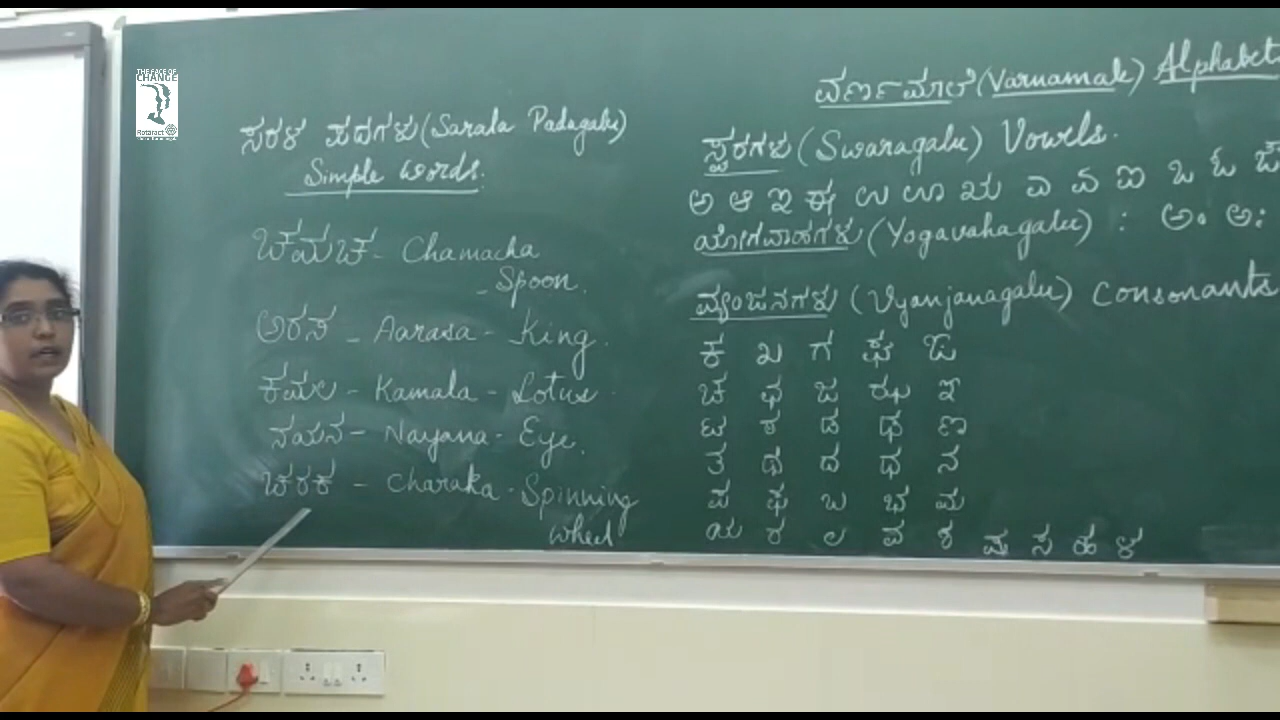 THE FACE OF
CHANGE
Rotaract
ಸರಳ ಪದಗಳು (Sarala Padagalu)
Simple words.
ಚಮಚ - Chamacha
- Spoon.
ಅರಸ - Aarasa - King.
ಕಮಲ - Kamala - Lotus.
ನಯನ - Nayana - Eye.
ಚರಕ - Charaka - Spinning
wheel
ವರ್ಣಮಾಲೆ (Varnamale) Alphabets
ಸ್ವರಗಳು (Swaragalu) Vowels.
ಅ ಆ ಇ ಈ ಉ ಊ ಋ ಎ ಏ ಐ ಒ ಓ ಔ
ಯೋಗವಾಹಗಳು (Yogavahagalu) : ಅಂ ಅಃ
ವ್ಯಂಜನಗಳು (Vyanjanagalu) Consonants
ಕ ಖ ಗ ಘ ಙ
ಚ ಛ ಜ ಝ ಞ
ಟ ಠ ಡ ಢ ಣ
ತ ಥ ದ ಧ ನ
ಪ ಫ ಬ ಭ ಮ
ಯ ರ ಲ ವ ಶ ಷ ಸ ಹ ಳ